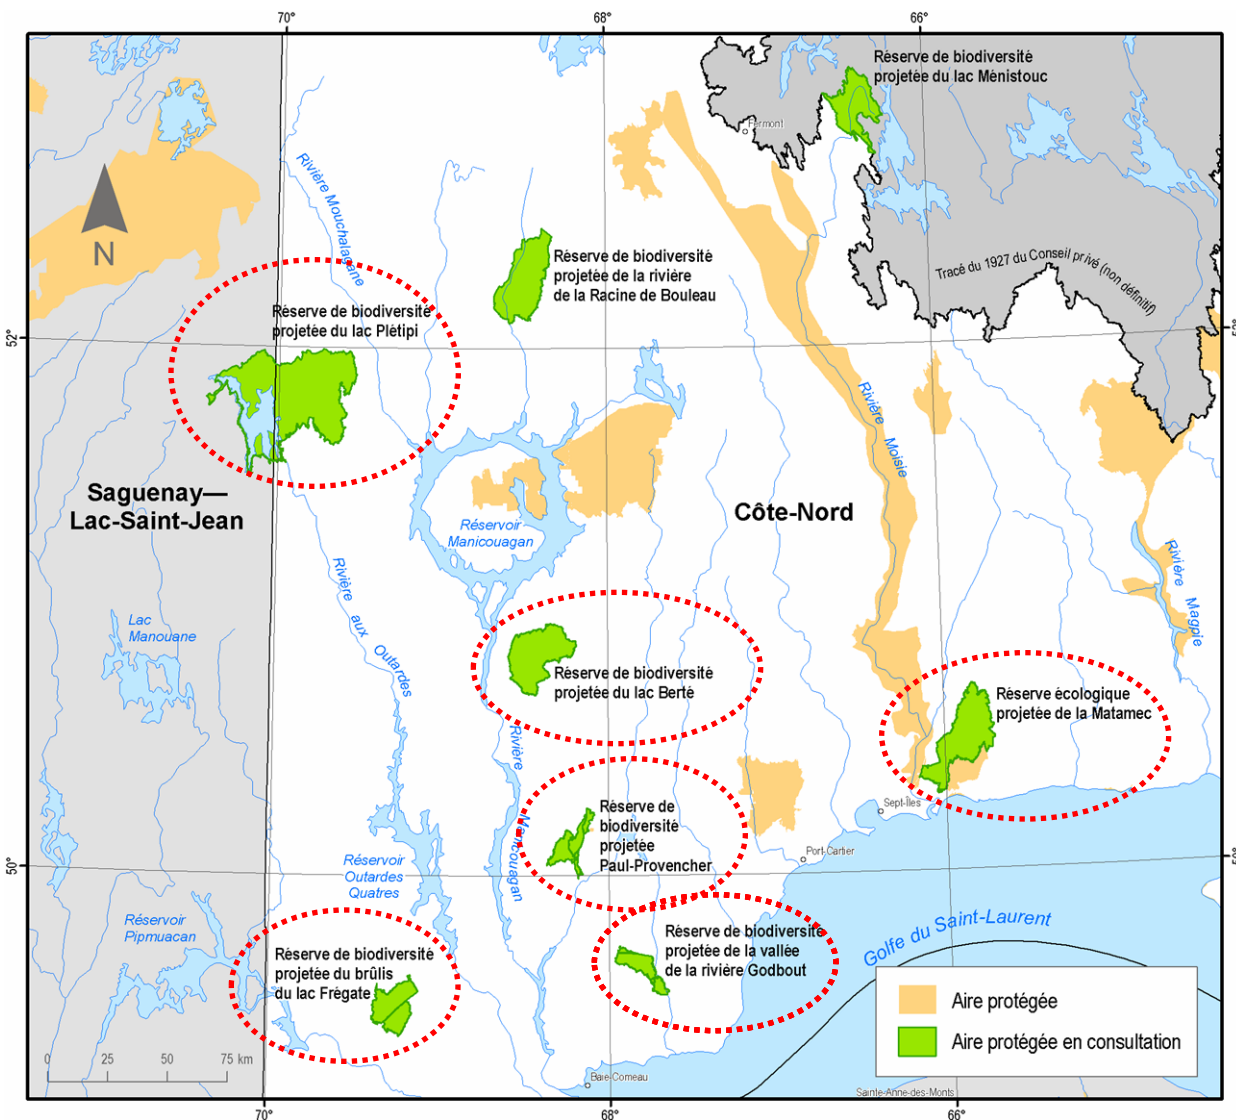 70°
68°
66°
Réserve de biodiversité
projetée du lac Ménistouc
Fermont
Rivière Mouchalagane
N
Réserve de biodiversité
projetée de la rivière
de la Racine de Bouleau
Tracé du 1927 du Conseil privé (non définitif)
Réserve de biodiversité
projetée du lac Plétipi
52°
Rivière Moisie
Saguenay—
Lac-Saint-Jean
Côte-Nord
Réservoir
Manicouagan
Rivière Magpie
Rivière aux Outardes
Lac
Manouane
Réserve de biodiversité
projetée du lac Berté
Réserve écologique
projetée de la Matamec
Rivière Manicouagan
Réserve de
biodiversité
projetée
Paul-Provencher
Sept-Îles
Port-Cartier
50°
Réservoir
Outardes
Quatres
Réservoir
Pipmuacan
Réserve de biodiversité
projetée de la vallée
de la rivière Godbout
Golfe du Saint-Laurent
Réserve de biodiversité
projetée du brûlis
du lac Frégate
Aire protégée
Aire protégée en consultation
0 25 50 75 km
Baie-Comeau
Sainte-Anne-des-Monts
70°
68°
66°